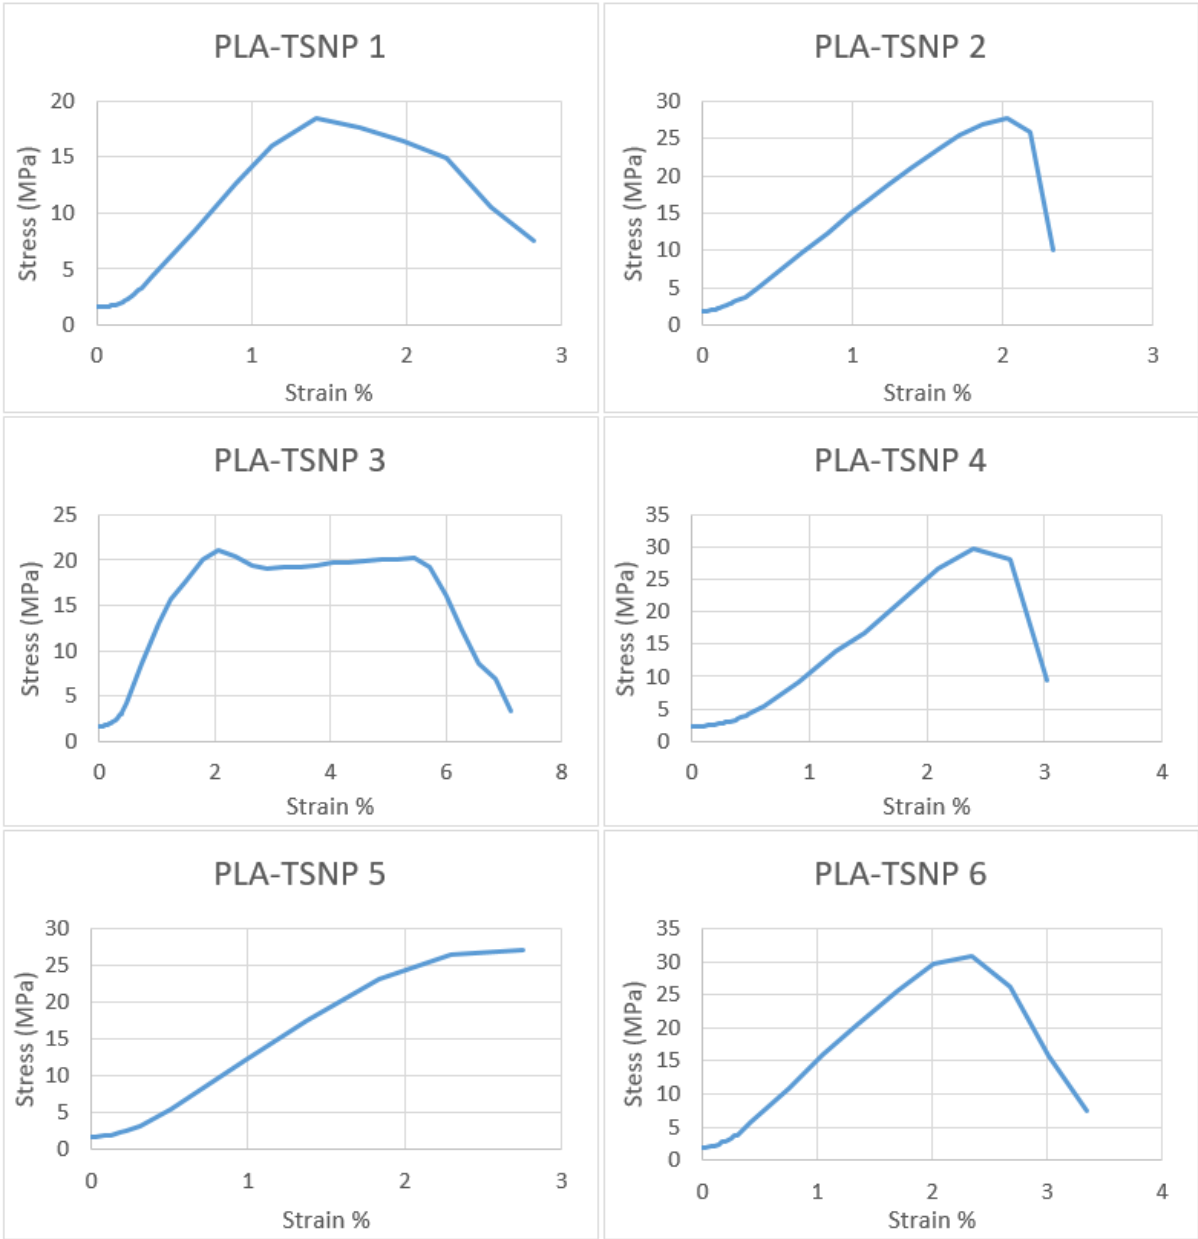 PLA-TSNP 1
Stress (MPa)
20
15
10
5
0
0 1 2 3
Strain %
PLA-TSNP 2
Stress (MPa)
30
25
20
15
10
5
0
0 1 2 3
Strain %
PLA-TSNP 3
Stress (MPa)
25
20
15
10
5
0
0 2 4 6 8
Strain %
PLA-TSNP 4
Stress (MPa)
35
30
25
20
15
10
5
0
0 1 2 3 4
Strain %
PLA-TSNP 5
Stress (MPa)
30
25
20
15
10
5
0
0 1 2 3
Strain %
PLA-TSNP 6
Stess (MPa)
35
30
25
20
15
10
5
0
0 1 2 3 4
Strain %